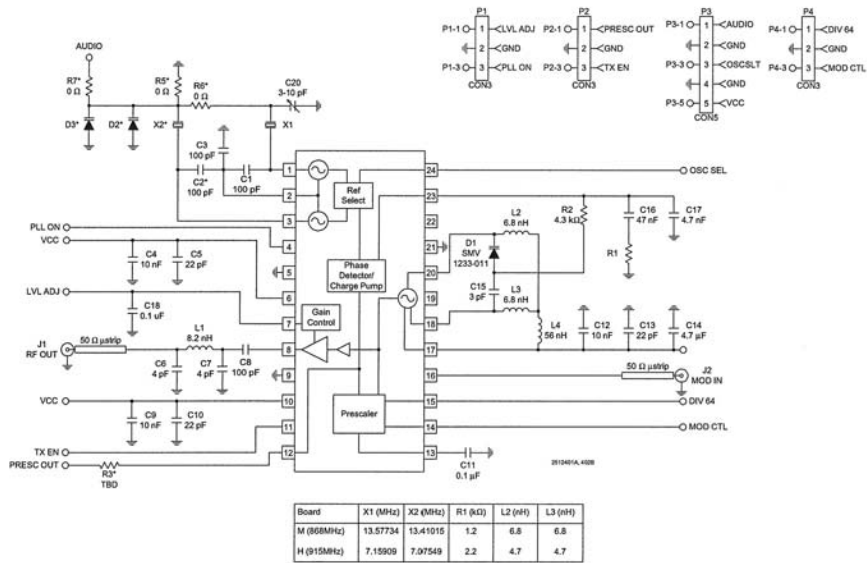 P1
P1-1 1 LVL ADJ
2 GND
P1-3 3 PLL ON
CON3
P2
P2-1 1 PRESC OUT
2 GND
P2-3 3 TX EN
CON3
P3
P3-1 1 AUDIO
2 GND
P3-3 3 OSCSLT
4 GND
P3-5 5 VCC
CON5
P4
P4-1 1 DIV 64
2 GND
P4-3 3 MOD CTL
CON3
AUDIO
R7*
0 Ω
R5*
0 Ω
R6*
0 Ω
C20
3-10 pF
D3*
D2*
X2*
X1
C3
100 pF
C2*
100 pF
C1
100 pF
PLL ON
VCC
C4
10 nF
C5
22 pF
LVL ADJ
C18
0.1 uF
J1
RF OUT
50 Ω µstrip
L1
8.2 nH
C6
4 pF
C7
4 pF
C8
100 pF
VCC
C9
10 nF
C10
22 pF
TX EN
PRESC OUT
R3*
TBD
1
2
3
4
5
6
7
8
9
10
11
12
Ref
Select
Phase
Detector/
Charge Pump
Gain
Control
Prescaler
24
23
22
21
20
19
18
17
16
15
14
13
OSC SEL
R2
4.3 kΩ
C16
47 nF
C17
4.7 nF
R1
L2
6.8 nH
D1
SMV
1233-011
C15
3 pF
L3
6.8 nH
L4
56 nH
C12
10 nF
C13
22 pF
C14
4.7 µF
50 Ω µstrip
J2
MOD IN
DIV 64
MOD CTL
C11
0.1 µF
Board X1 (MHz) X2 (MHz) R1 (kΩ) L2 (nH) L3 (nH)
M (868MHz) 13.57734 13.41015 1.2 6.8 6.8
H (915MHz) 7.15909 7.07549 2.2 4.7 4.7